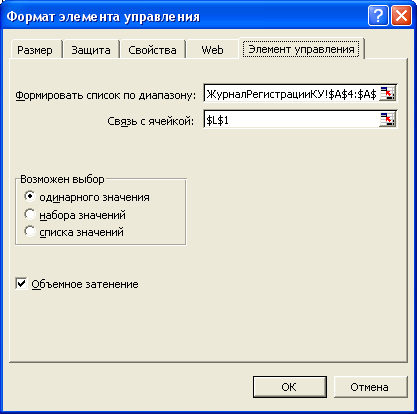 Формат элемента управления
Размер Защита Свойства Web Элемент управления
Формировать список по диапазону: ЖурналРегистрацииКУ!$A$4:$A$
Связь с ячейкой: $L$1
Возможен выбор
одинарного значения
набора значений
списка значений
Объемное затенение
ОК Отмена